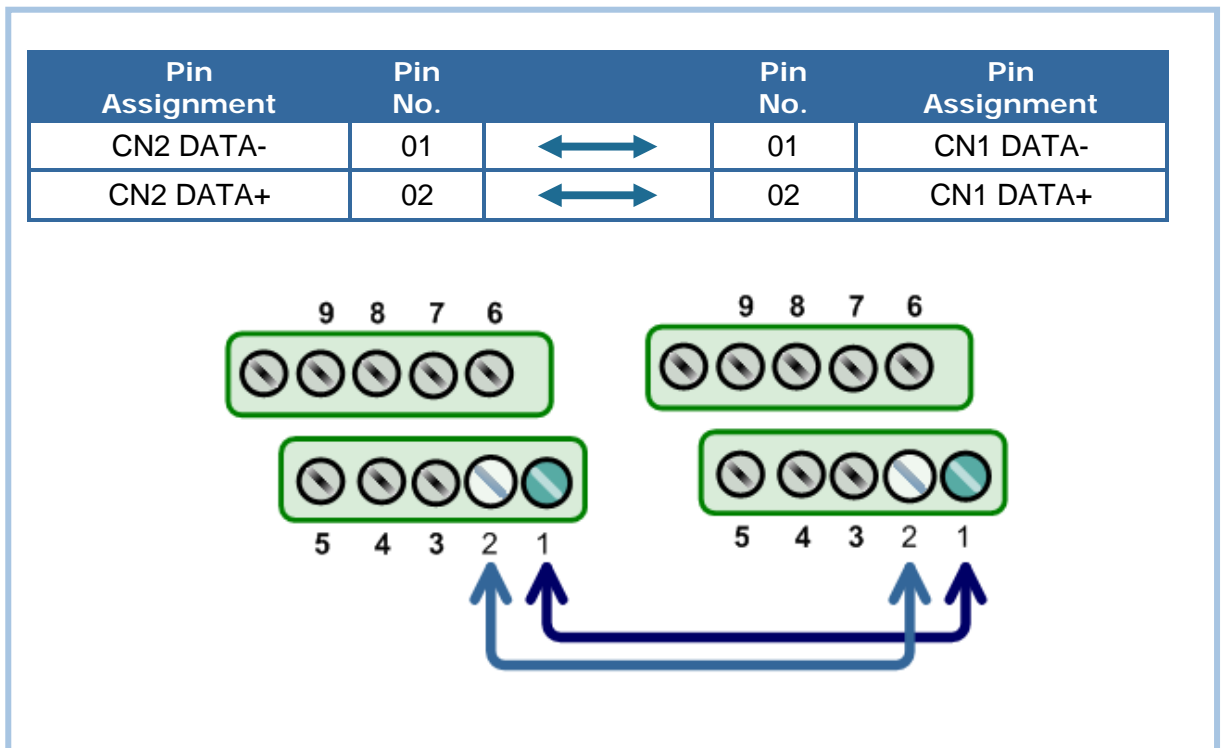 Pin Assignment Pin No. Pin No. Pin Assignment
CN2 DATA- 01 01 CN1 DATA-
CN2 DATA+ 02 02 CN1 DATA+
9 8 7 6 9 8 7 6
5 4 3 2 1 5 4 3 2 1